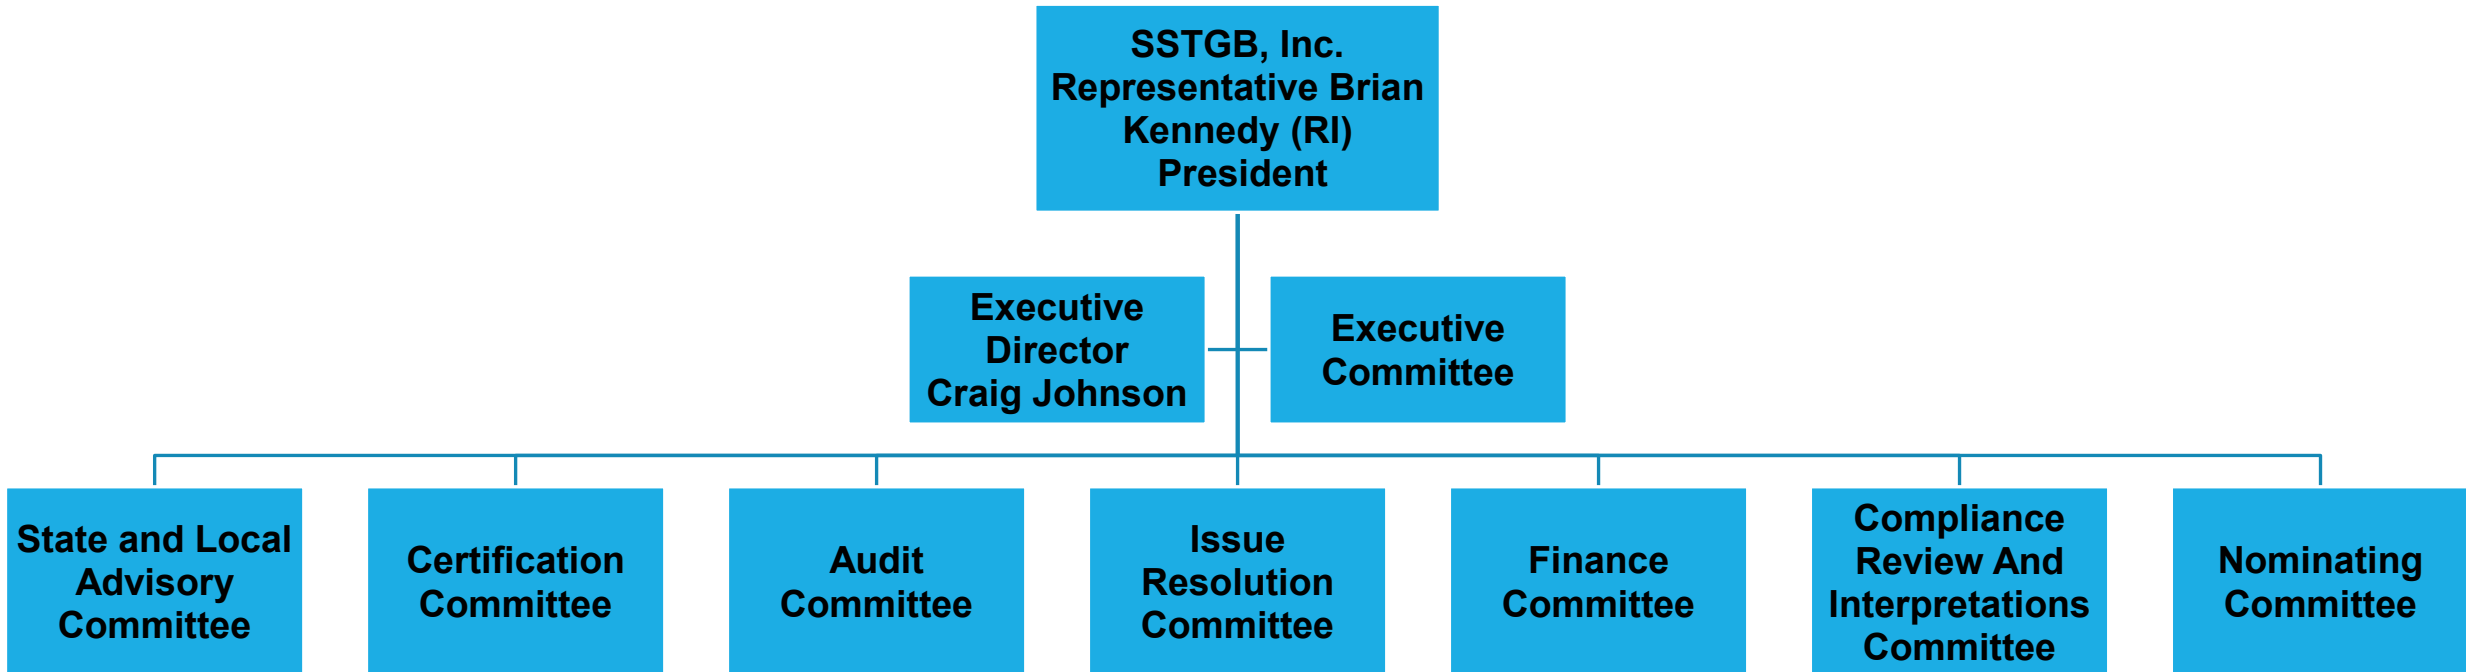 SSTGB, Inc.
Representative Brian
Kennedy (RI)
President
Executive
Director
Craig Johnson
Executive
Committee
State and Local
Advisory
Committee
Certification
Committee
Audit
Committee
Issue
Resolution
Committee
Finance
Committee
Compliance
Review And
Interpretations
Committee
Nominating
Committee